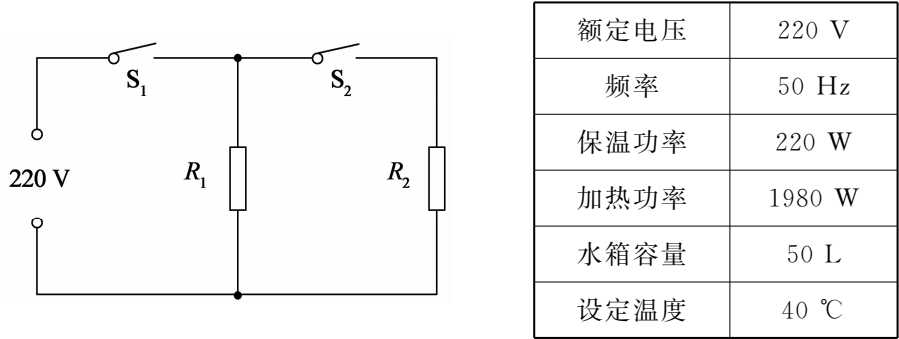 S₁
S₂
220 V
R₁
R₂
额定电压 220 V
频率 50 Hz
保温功率 220 W
加热功率 1980 W
水箱容量 50 L
设定温度 40 ℃